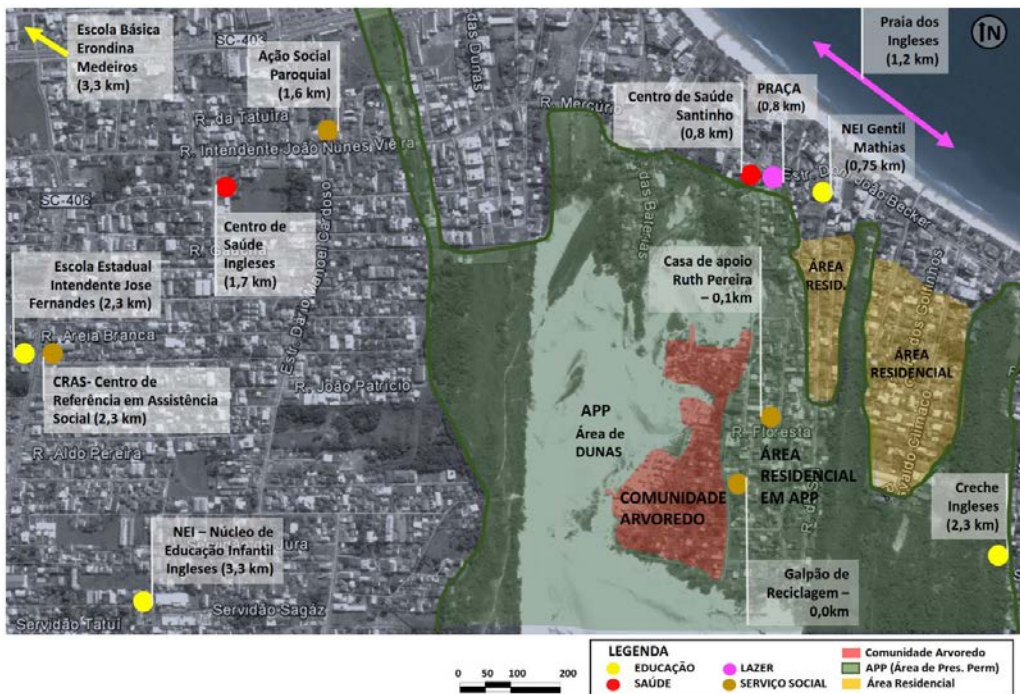 Escola Básica
Erondina
Medeiros
(3,3 km)
SC-403
Ação Social
Paroquial
(1,6 km)
das Dunas
R. Mercúrio
Centro de Saúde
Santinho
(0,8 km)
PRAÇA
(0,8 km)
Praia dos
Ingleses
(1,2 km)
N
NEI Gentil
Mathias
(0,75 km)
R. da Tatuíra
R. Intendente João Nunes Vieira
João Becker
SC-406
das Baterias
Centro de
Saúde
Ingleses
(1,7 km)
Estr. Dário Manoel Cardoso
Escola Estadual
Intendente Jose
Fernandes (2,3 km)
Casa de apoio
Ruth Pereira
– 0,1km
ÁREA
RESID.
dos Golfinhos
R. Areia Branca
ÁREA
RESIDENCIAL
CRAS- Centro de
Referência em Assistência
Social (2,3 km)
R. João Patrício
APP
Área de
DUNAS
R. Floresta
R. Aldo Pereira
ÁREA
RESIDENCIAL
EM APP
COMUNIDADE
ARVOREDO
Creche
Ingleses
(2,3 km)
NEI – Núcleo de
Educação Infantil
Ingleses (3,3 km)
Galpão de
Reciclagem –
0,0km
Servidão Sagáz
Servidão Tatuí
0 50 100 200
LEGENDA
EDUCAÇÃO
LAZER
Comunidade Arvoredo
SAÚDE
SERVIÇO SOCIAL
APP (Área de Pres. Perm)
Área Residencial